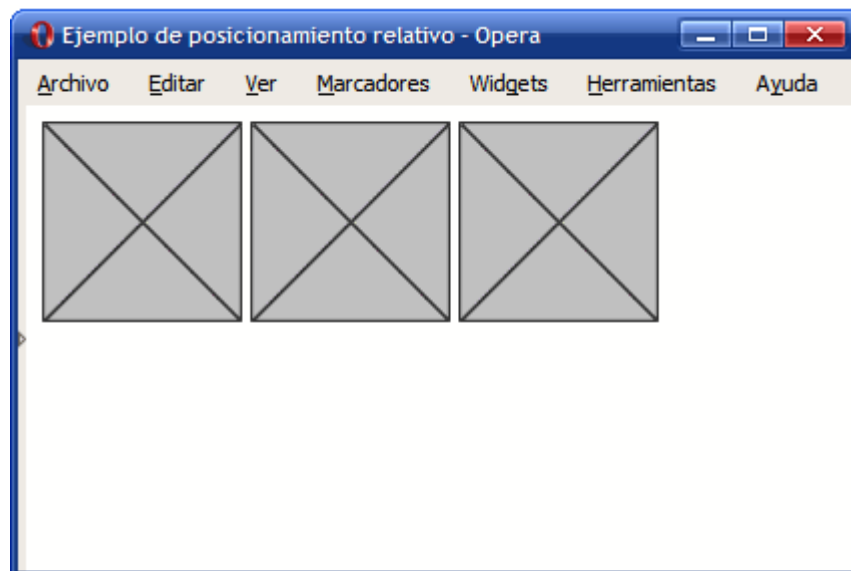 Ejemplo de posicionamiento relativo - Opera
Archivo Editar Ver Marcadores Widgets Herramientas Ayuda